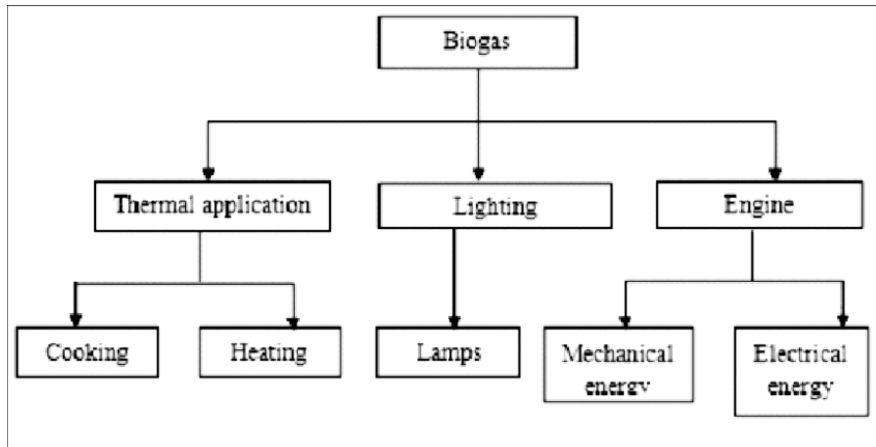 Biogas
Thermal application
Lighting
Engine
Cooking
Heating
Lamps
Mechanical
energy
Electrical
energy